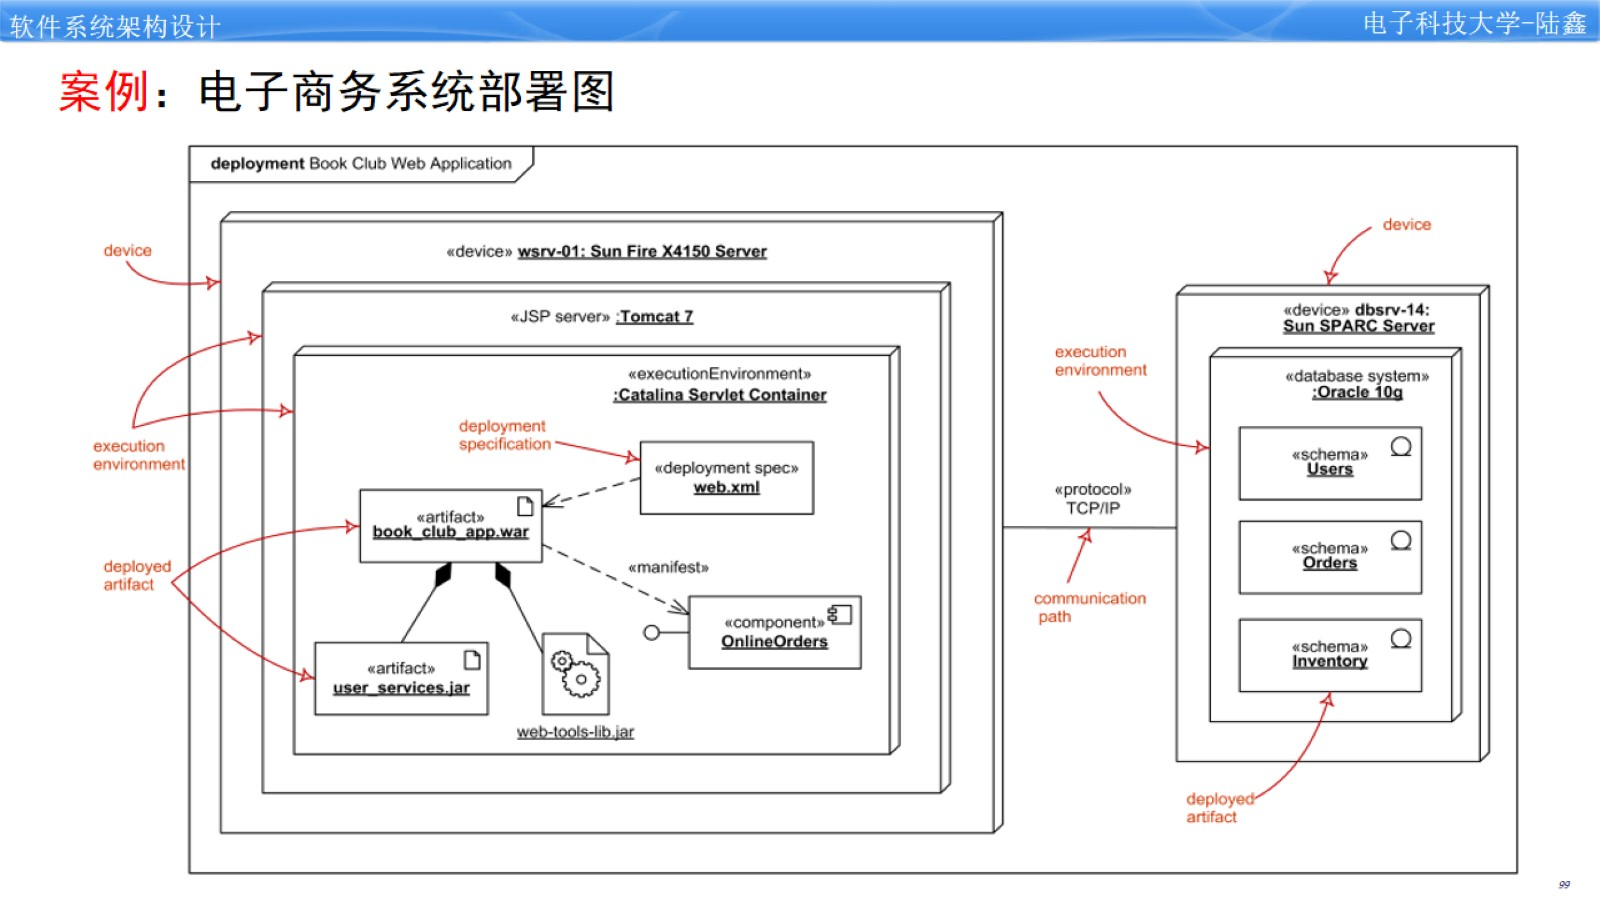 软件系统架构设计
电子科技大学-陆鑫
案例：电子商务系统部署图
deployment Book Club Web Application
device
«device» wsrv-01: Sun Fire X4150 Server
«JSP server» :Tomcat 7
«executionEnvironment»
:Catalina Servlet Container
execution
environment
deployment
specification
«deployment spec»
web.xml
«artifact»
book_club_app.war
deployed
artifact
«manifest»
«component»
OnlineOrders
«artifact»
user_services.jar
web-tools-lib.jar
«protocol»
TCP/IP
communication
path
device
«device» dbsrv-14:
Sun SPARC Server
execution
environment
«database system»
:Oracle 10g
«schema»
Users
«schema»
Orders
«schema»
Inventory
deployed
artifact
99